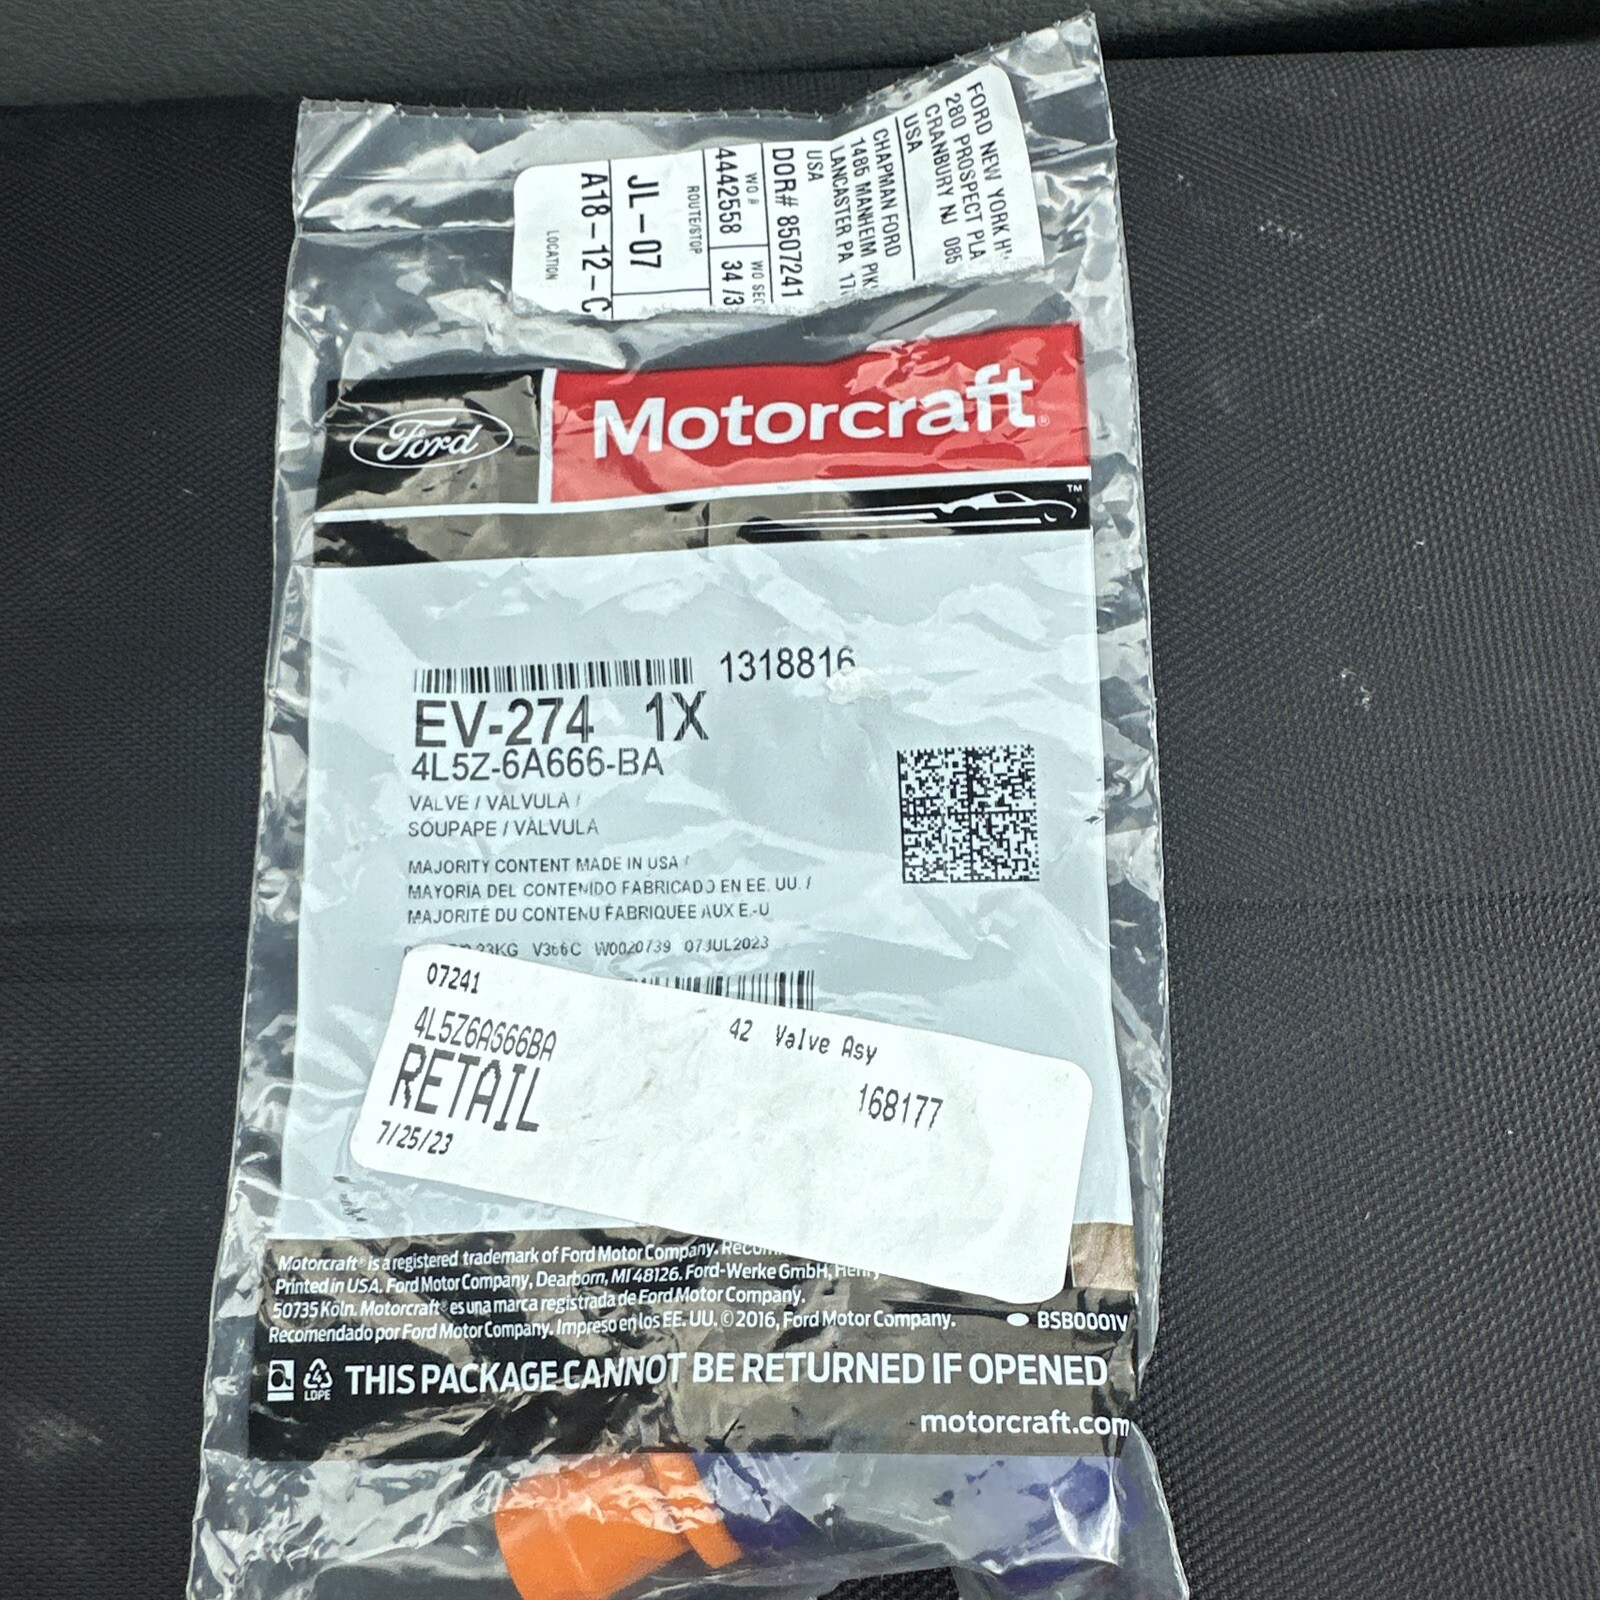 FORD NEW YORK
280 PROSPECT PLA
CRANBURY NJ 085
USA
CHAPMAN FORD
1485 MANHEIM PIK
LANCASTER PA 17
USA
DOR# 8507241
WO # WO SEC
4442558 34 /3
ROUTE/STOP
JL-07
A18-12-C
LOCATION
Ford Motorcraft®
TM
1318816
EV-274 1X
4L5Z-6A666-BA
VALVE / VALVULA /
SOUPAPE / VÁLVULA
MAJORITY CONTENT MADE IN USA /
MAYORIA DEL CONTENIDO FABRICADO EN EE. UU. /
MAJORITÉ DU CONTENU FABRIQUEE AUX E.-U
KG V366C W0020739 07JUL2023
07241
4L5Z6A666BA 42 Valve Asy
RETAIL 168177
7/25/23
Motorcraft® is a registered trademark of Ford Motor Company.
Printed in USA. Ford Motor Company, Dearborn, MI 48126. Ford-Werke GmbH, Henry
50735 Köln. Motorcraft® es una marca registrada de Ford Motor Company.
Recomendado por Ford Motor Company. Impreso en los EE. UU. © 2016, Ford Motor Company. BSB0001V
4 LDPE THIS PACKAGE CANNOT BE RETURNED IF OPENED
motorcraft.com